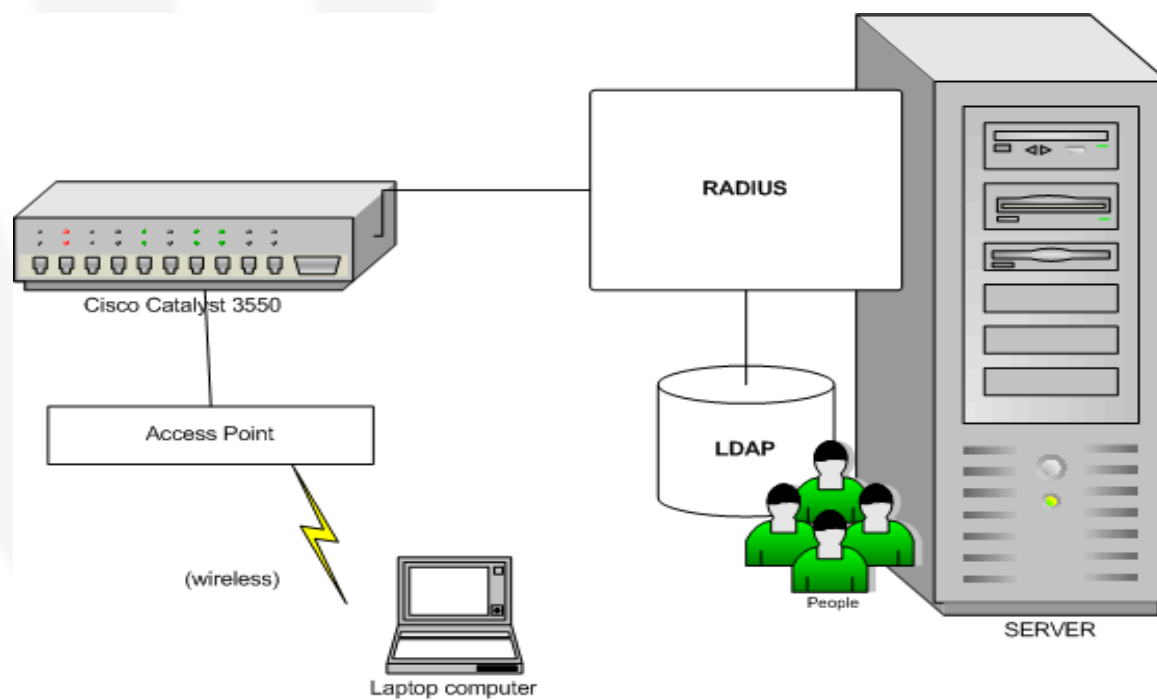 RADIUS
Cisco Catalyst 3550
Access Point
LDAP
(wireless)
People
SERVER
Laptop computer